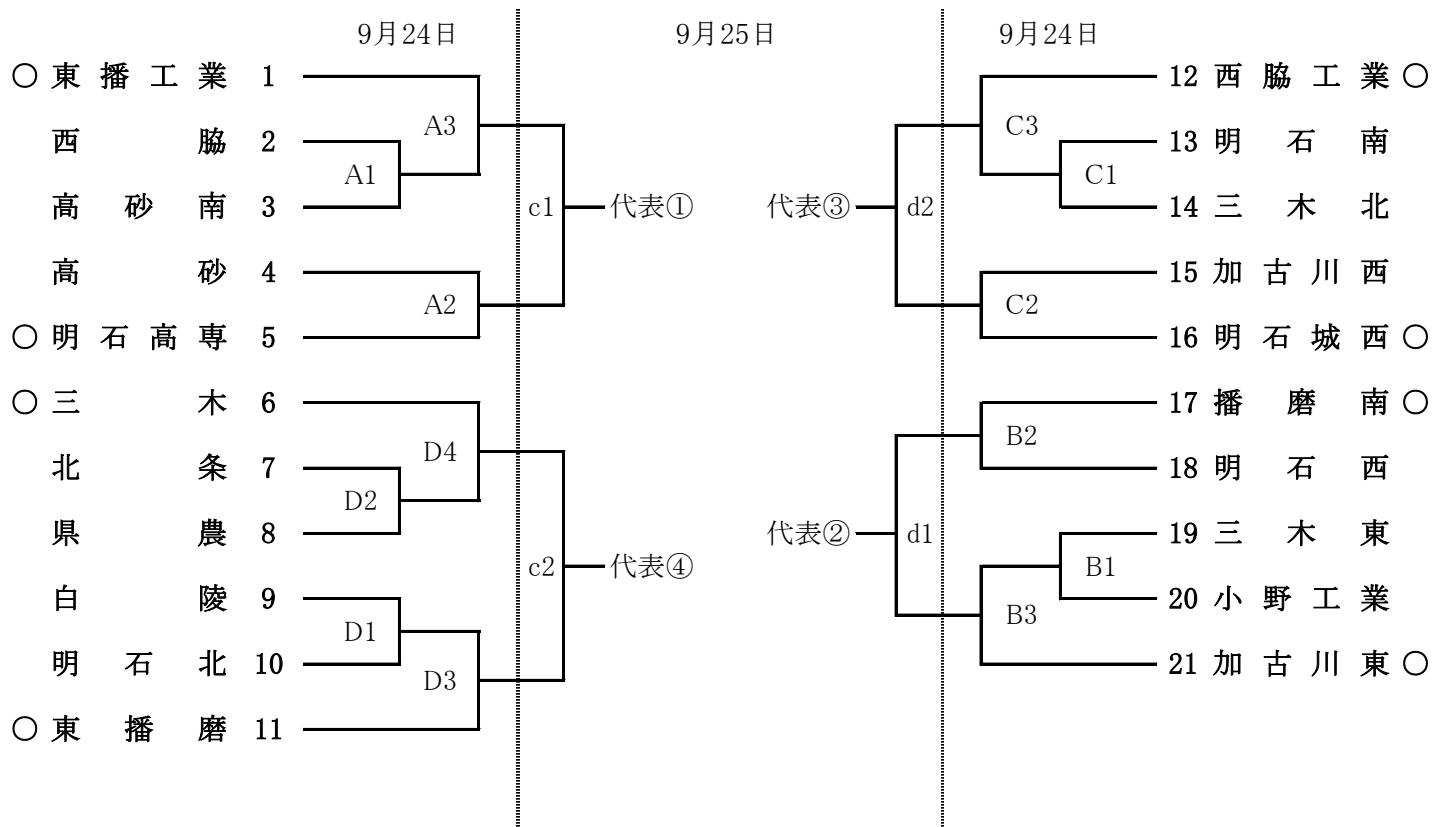 9月24日 9月25日 9月24日
○ 東播工業 1
西脇 2
高砂南 3
高砂 4
○ 明石高専 5
○ 三木 6
北条 7
県農 8
白陵 9
明石北 10
○ 東播磨 11
A3
A1
A2
D4
D2
D1
D3
c1
代表①
c2
代表④
代表③
d2
代表②
d1
C3
C1
C2
B2
B1
B3
12 西脇工業 ○
13 明石南
14 三木北
15 加古川西
16 明石城西 ○
17 播磨南 ○
18 明石西
19 三木東
20 小野工業
21 加古川東 ○